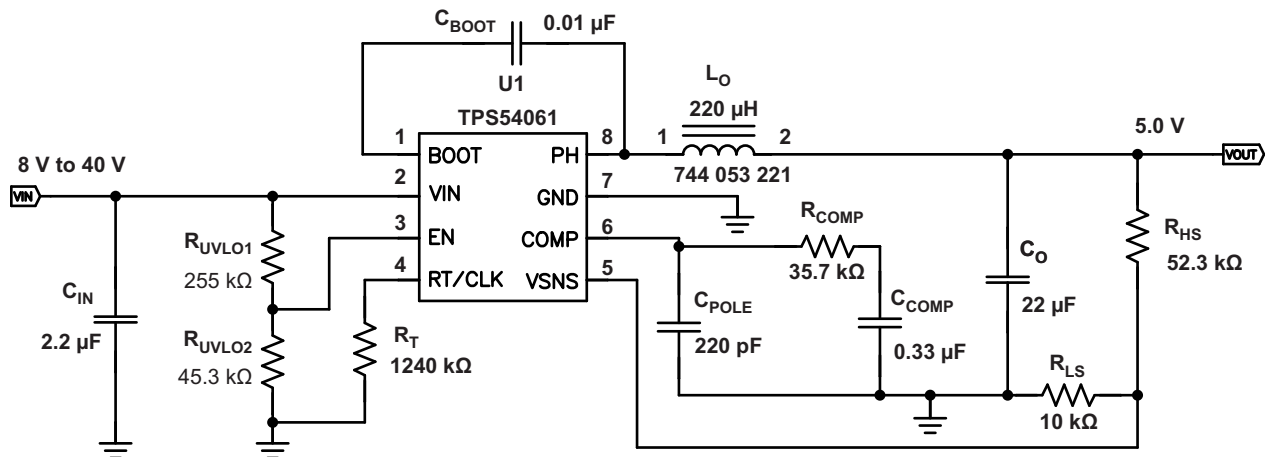 C_BOOT 0.01 µF
U1
TPS54061
L_O
220 µH
1 2
744 053 221
5.0 V
VOUT
8 V to 40 V
VIN
1 BOOT PH 8
2 VIN GND 7
3 EN COMP 6
4 RT/CLK VSNS 5
R_UVLO1
255 kΩ
C_IN
2.2 µF
R_UVLO2
45.3 kΩ
R_T
1240 kΩ
R_COMP
35.7 kΩ
C_POLE
220 pF
C_COMP
0.33 µF
C_O
22 µF
R_HS
52.3 kΩ
R_LS
10 kΩ